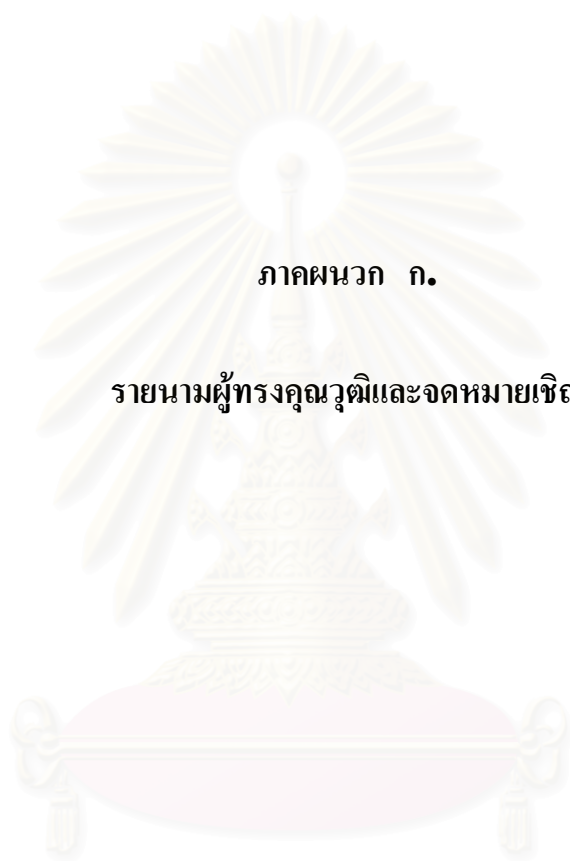 ภาคผนวก ก.
รายนามผู้ทรงคุณวุฒิและจดหมายเชิ